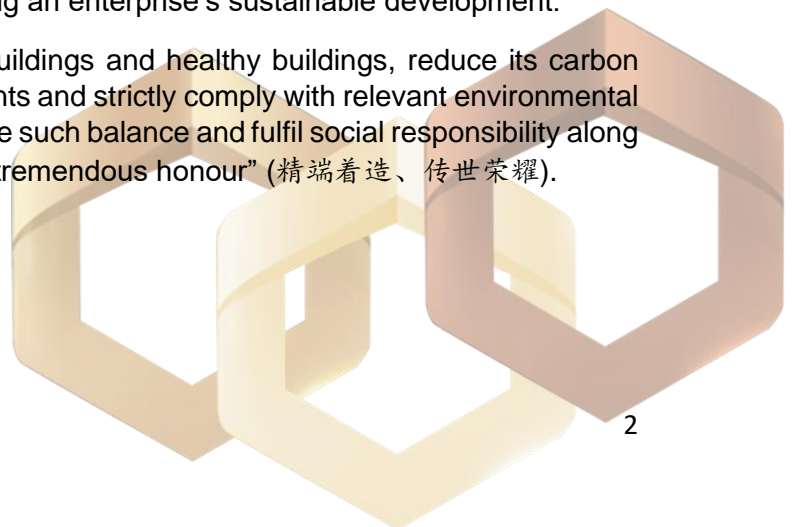 ng an enterprise's sustainable development.
uildings and healthy buildings, reduce its carbon
nts and strictly comply with relevant environmental
e such balance and fulfil social responsibility along
tremendous honour” (精端着造、传世荣耀).
2